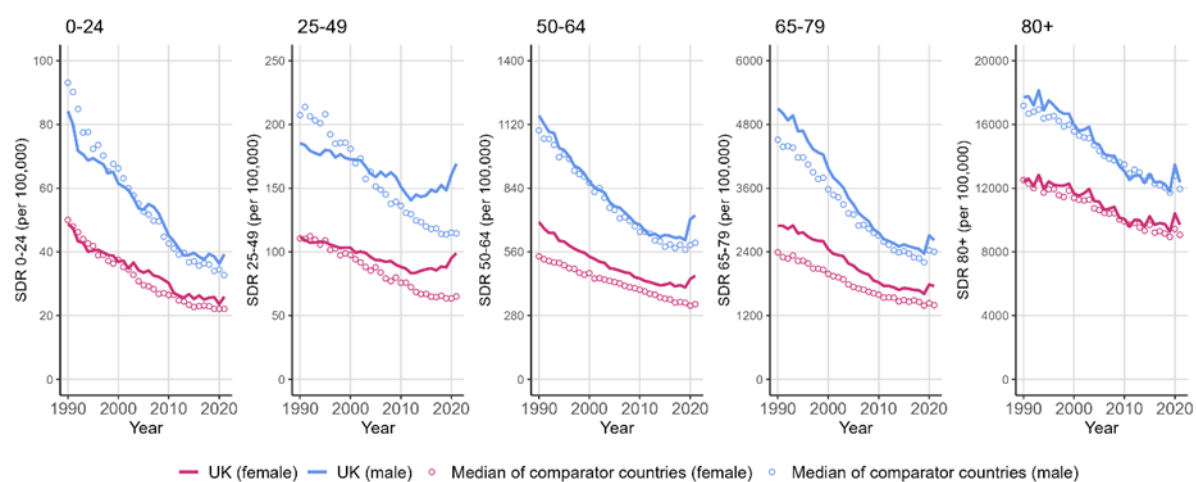 0-24
25-49
50-64
65-79
80+
SDR 0-24 (per 100,000)
100
80
60
40
20
0
1990 2000 2010 2020
Year
SDR 25-49 (per 100,000)
250
200
150
100
50
0
1990 2000 2010 2020
Year
SDR 50-64 (per 100,000)
1400
1120
840
560
280
0
1990 2000 2010 2020
Year
SDR 65-79 (per 100,000)
6000
4800
3600
2400
1200
0
1990 2000 2010 2020
Year
SDR 80+ (per 100,000)
20000
16000
12000
8000
4000
0
1990 2000 2010 2020
Year
UK (female) UK (male) Median of comparator countries (female) Median of comparator countries (male)